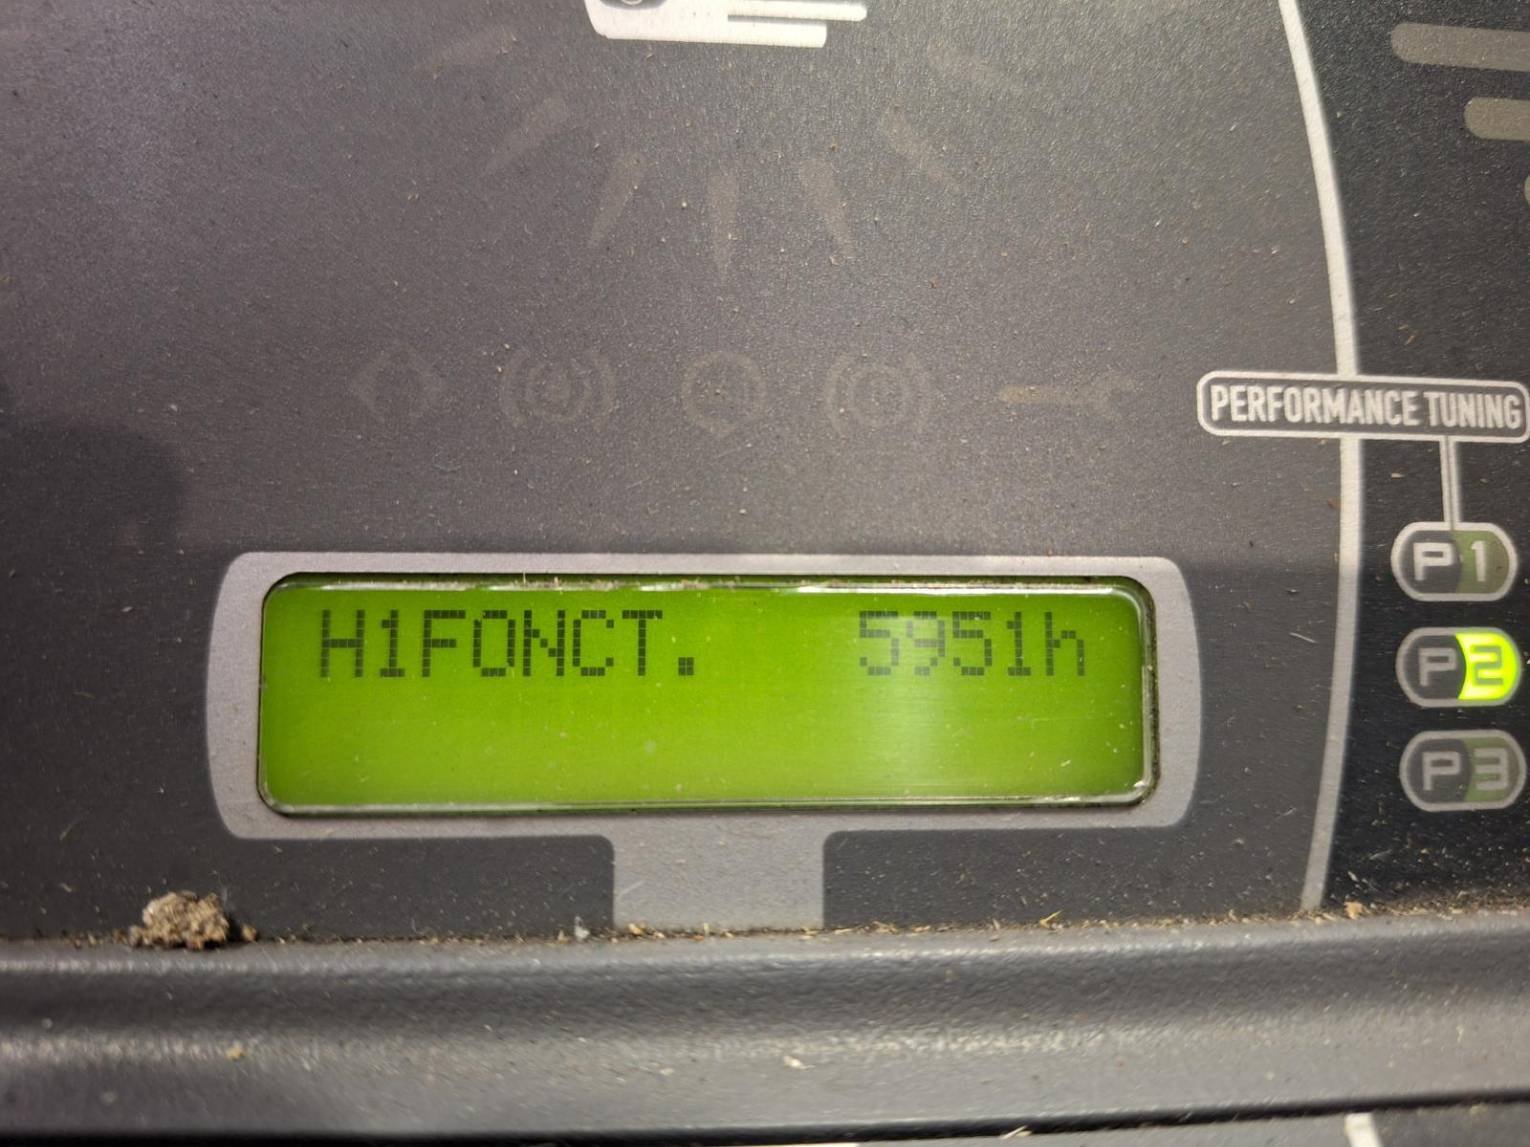 PERFORMANCE TUNING
P1
H1FONCT. 5951h
P2
P3